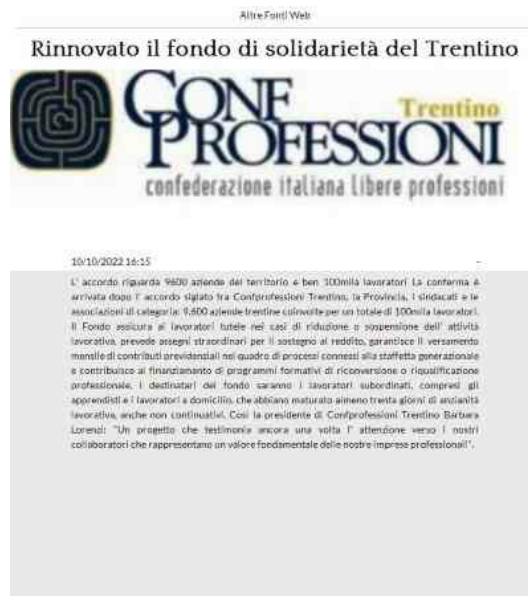 Altre Fonti Web
Rinnovato il fondo di solidarietà del Trentino
CONF
Trentino
PROFESSIONI
confederazione italiana libere professioni
10/10/2022 16:15
-
L' accordo riguarda 9600 aziende del territorio e ben 100mila lavoratori La conferma è
arrivata dopo l' accordo siglato tra Confprofessioni Trentino, la Provincia, i sindacati e le
associazioni di categoria: 9.600 aziende trentine coinvolte per un totale di 100mila lavoratori.
Il Fondo assicura ai lavoratori tutele nei casi di riduzione o sospensione dell' attività
lavorativa, prevede assegni straordinari per il sostegno al reddito, garantisce il versamento
mensile di contributi previdenziali nel quadro di processi connessi alla staffetta generazionale
e contribuisce al finanziamento di programmi formativi di riconversione o riqualificazione
professionale. I destinatari del fondo saranno i lavoratori subordinati, compresi gli
apprendisti e i lavoratori a domicilio, che abbiano maturato almeno trenta giorni di anzianità
lavorativa, anche non continuativi. Così la presidente di Confprofessioni Trentino Barbara
Lorenzi: "Un progetto che testimonia ancora una volta l' attenzione verso i nostri
collaboratori che rappresentano un valore fondamentale delle nostre imprese professionali".